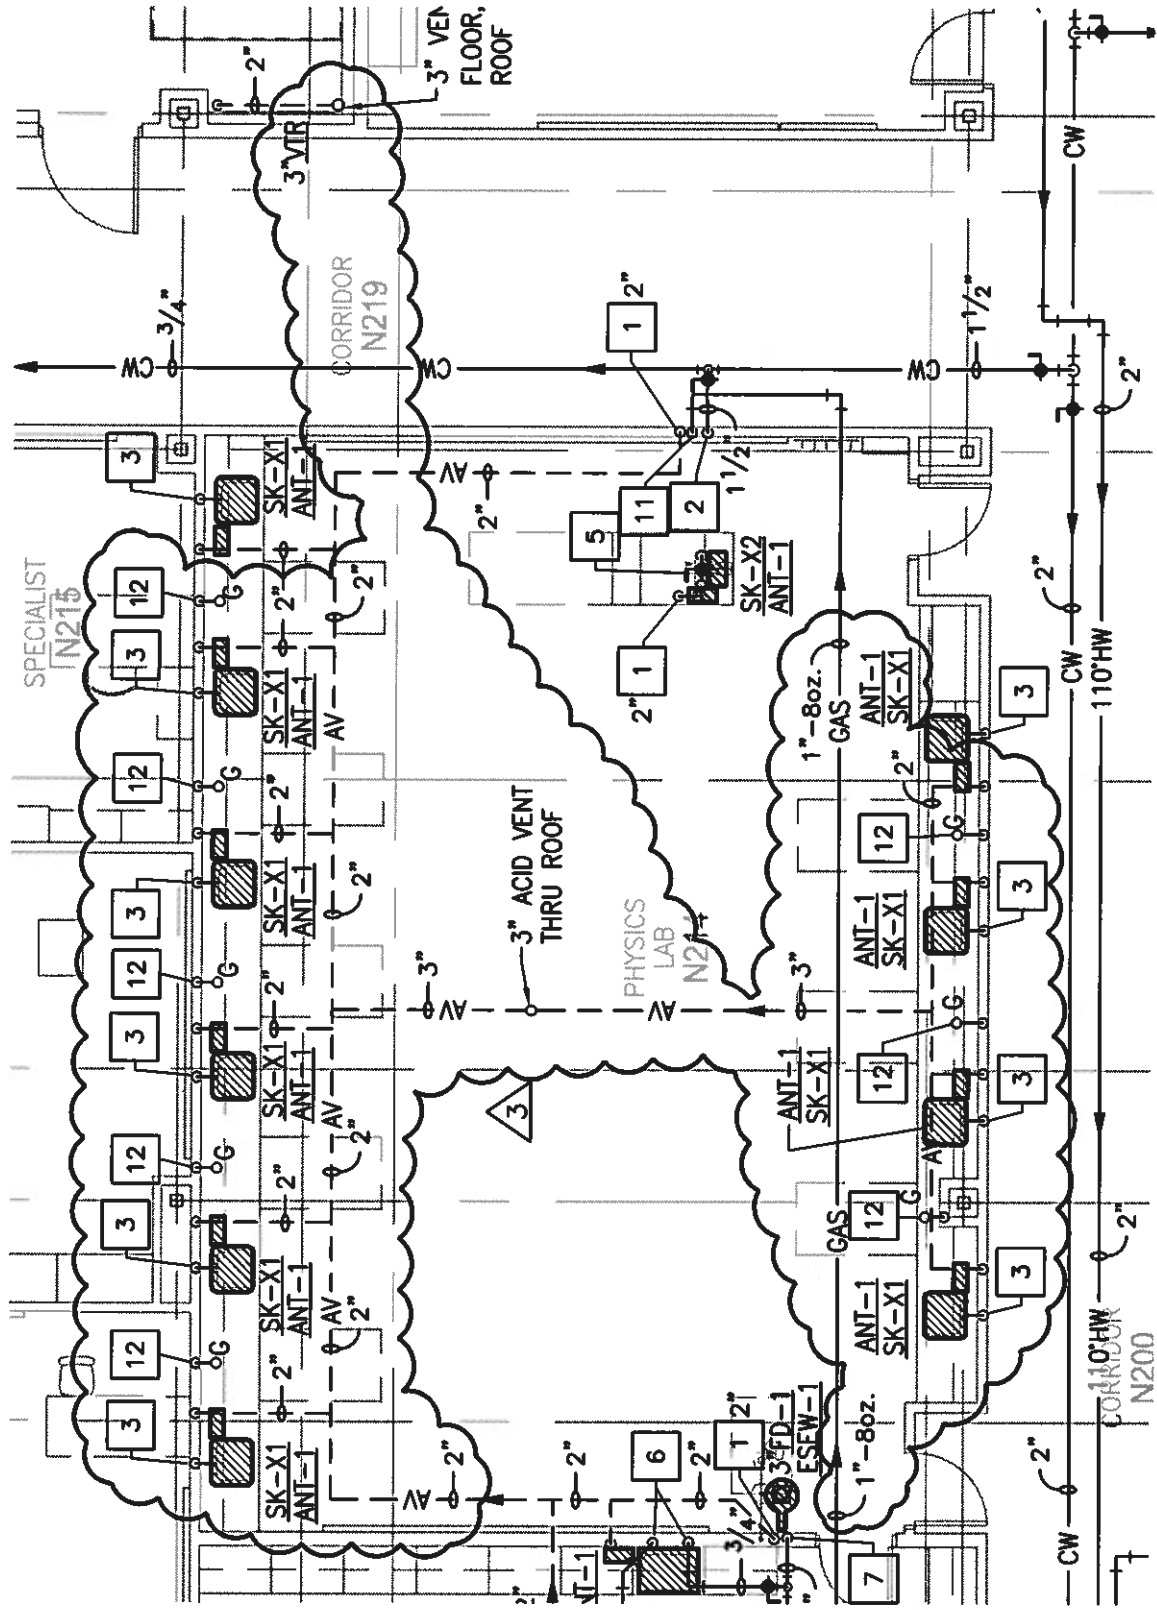 2"
3" VEN
FLOOR,
ROOF
3"VTR
CW
CORRIDOR
N219
3/4"
CW
CW
CW
1 1/2"
2"
1
2"
3
SK-X1
ANT-1
AV
2"
11
2
1 1/2"
5
SK-X2
ANT-1
1
2"
SPECIALIST
N215
12
G
2"
2"
3
2"
SK-X1
ANT-1
AV
12
G
2"
3
SK-X1
ANT-1
2"
12
G
2"
3
SK-X1
ANT-1
AV
2"
12
G
2"
3
SK-X1
ANT-1
AV
2"
12
G
2"
3
SK-X1
ANT-1
3" ACID VENT
THRU ROOF
AV
3"
AV
3"
PHYSICS
LAB
3
1"-8oz.
GAS
ANT-1
SK-X1
3
2"
12
G
ANT-1
SK-X1
3
12
G
ANT-1
SK-X1
3
AV
12
G
GAS
ANT-1
SK-X1
3
2"
CW
110°HW
2"
2"
110°HW
CORRIDOR
N200
2"
CW
AV
2"
2"
6
2"
1
2"
3"FD-1
ESFW-1
1"-8oz.
3/4"
7